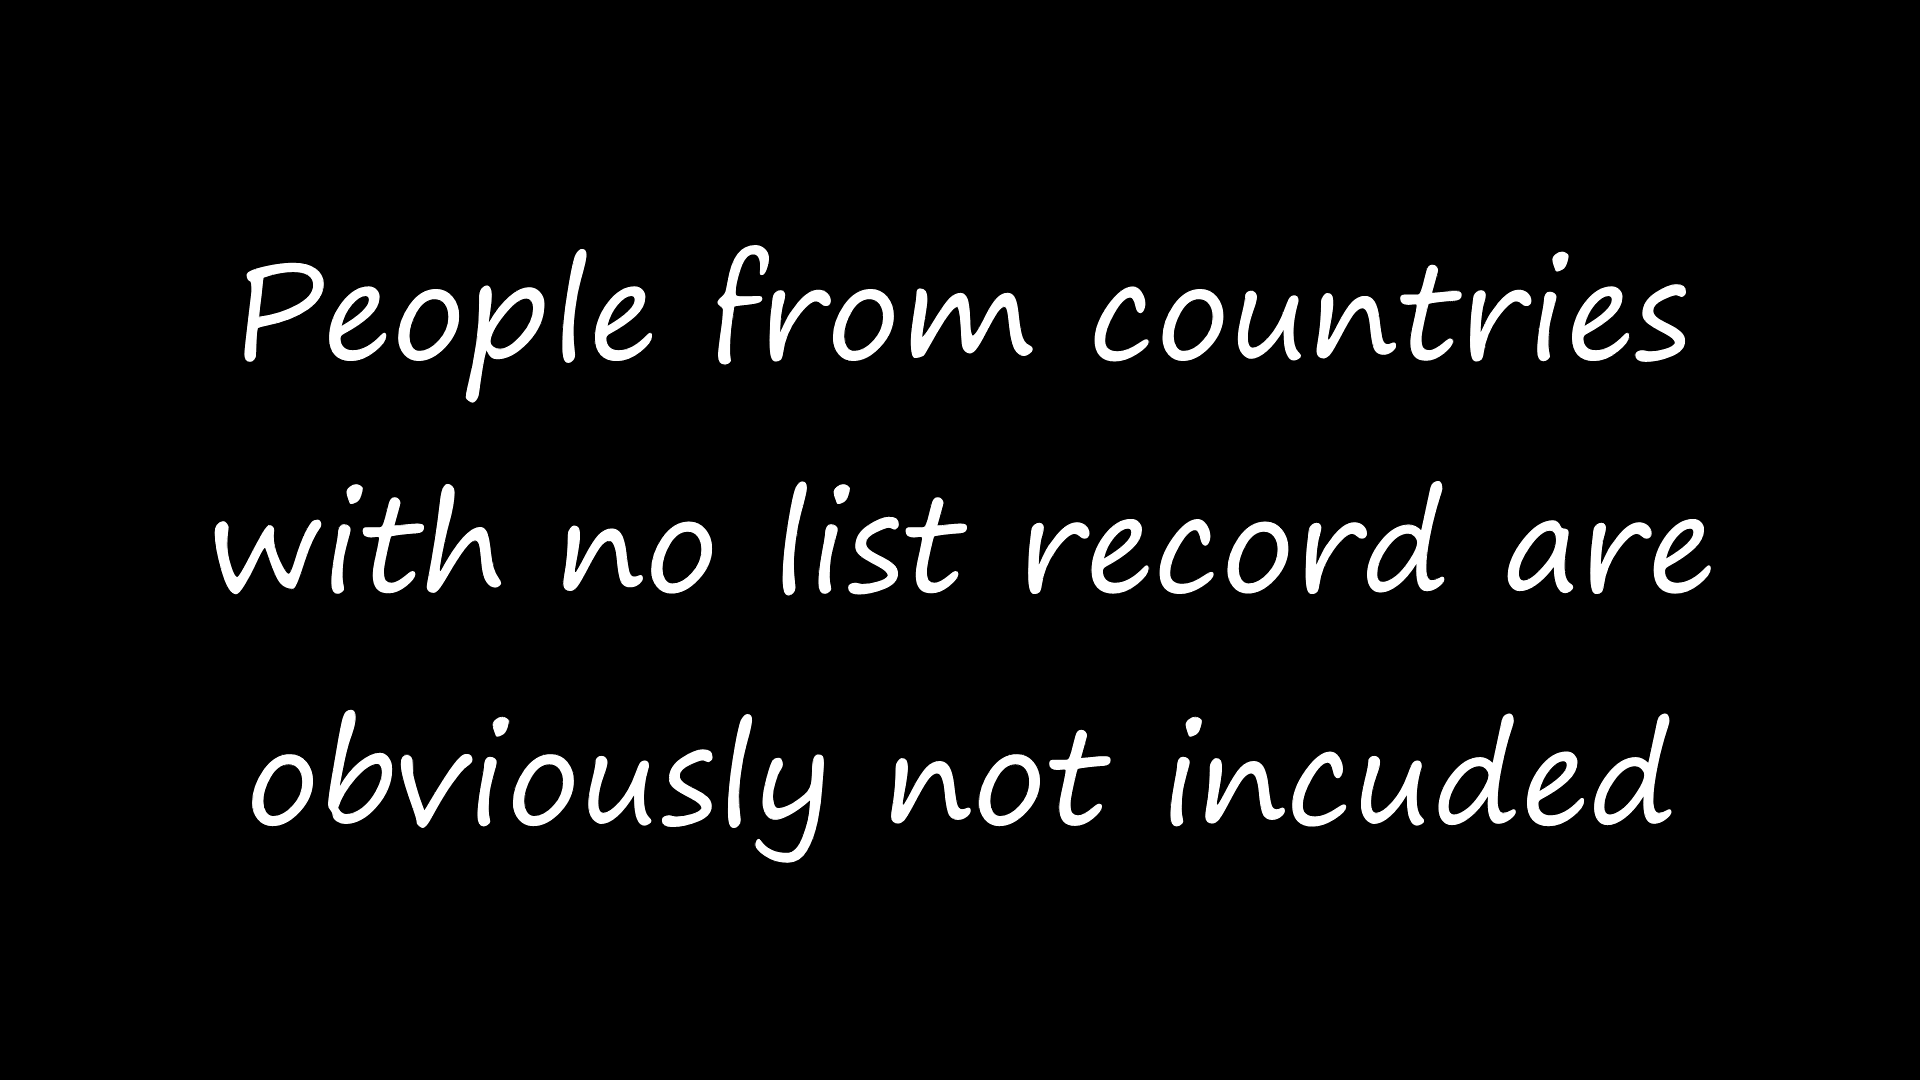 People from countries
with no list record are
obviously not incuded